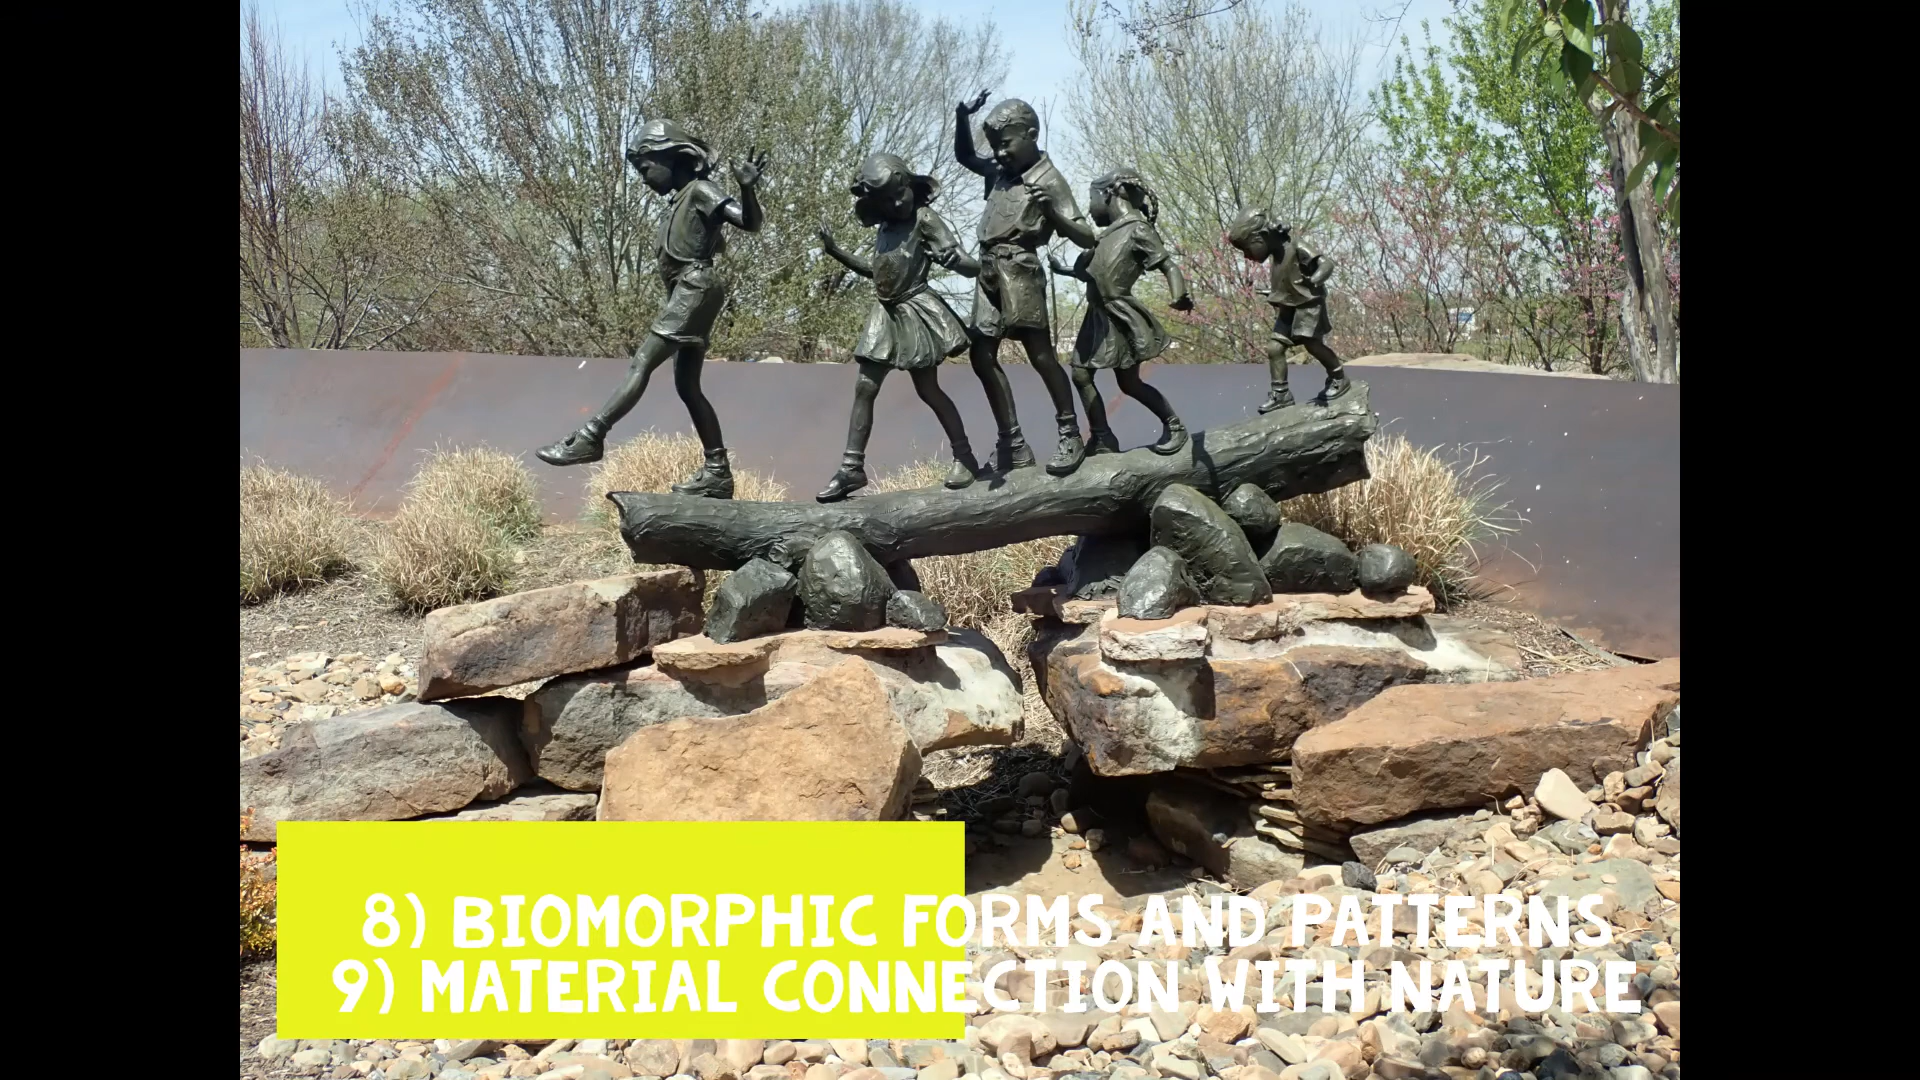 8) BIOMORPHIC FORMS AND PATTERNS
9) MATERIAL CONNECTION WITH NATURE